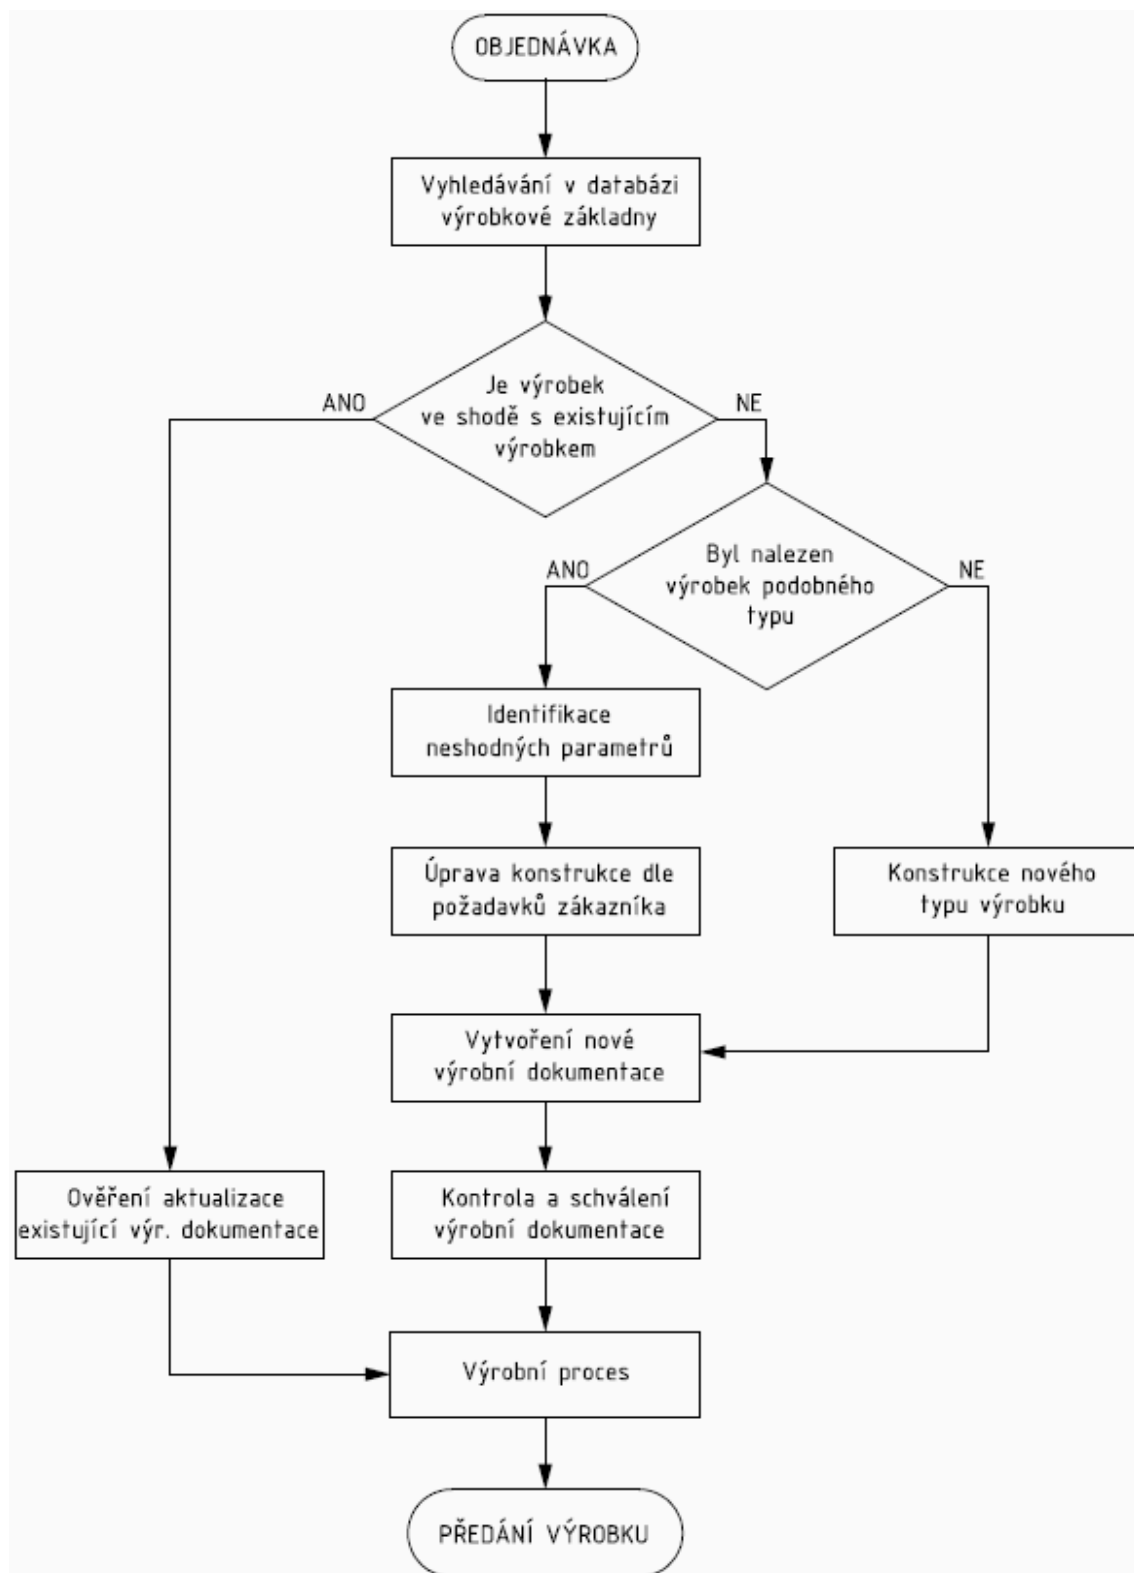 OBJEDNÁVKA
Vyhledávání v databázi
výrobkové základny
Je výrobek
ve shodě s existujícím
výrobkem
ANO
NE
Byl nalezen
výrobek podobného
typu
ANO
NE
Identifikace
neshodných parametrů
Úprava konstrukce dle
požadavků zákazníka
Konstrukce nového
typu výrobku
Vytvoření nové
výrobní dokumentace
Ověření aktualizace
existující výr. dokumentace
Kontrola a schválení
výrobní dokumentace
Výrobní proces
PŘEDÁNÍ VÝROBKU